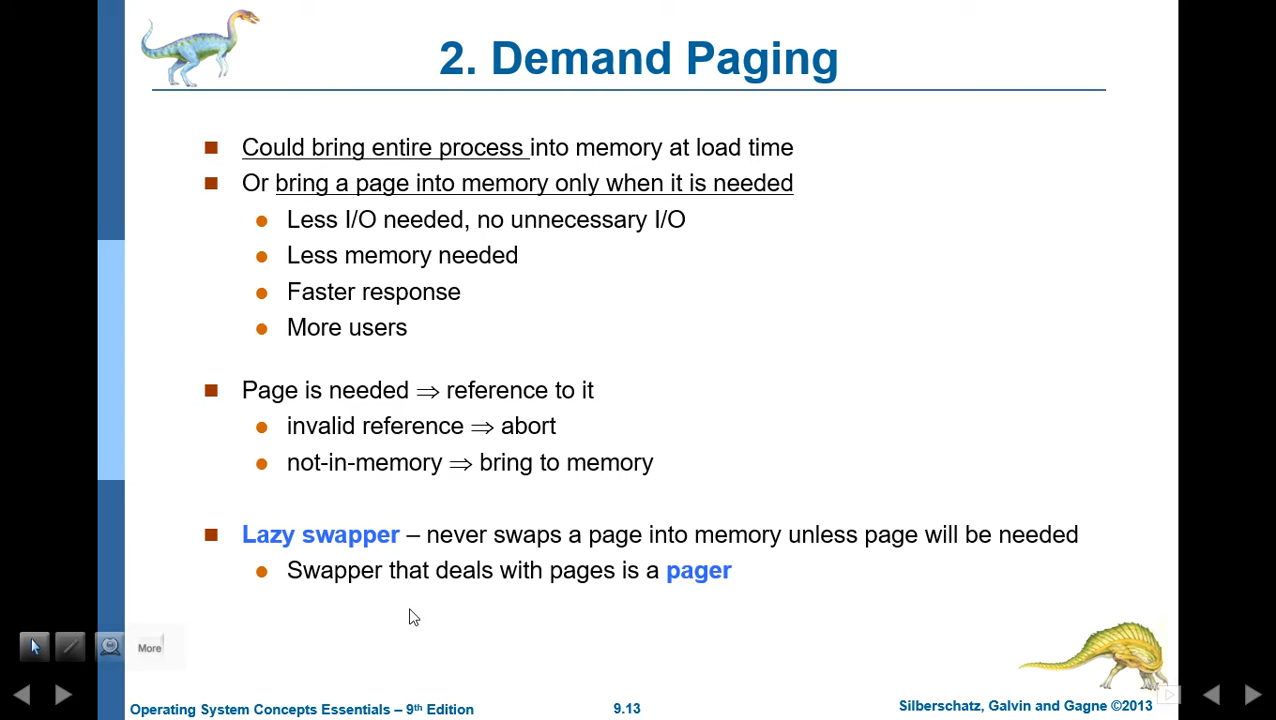 2. Demand Paging
Could bring entire process into memory at load time
Or bring a page into memory only when it is needed
Less I/O needed, no unnecessary I/O
Less memory needed
Faster response
More users
Page is needed ⇒ reference to it
invalid reference ⇒ abort
not-in-memory ⇒ bring to memory
Lazy swapper – never swaps a page into memory unless page will be needed
Swapper that deals with pages is a pager
More
Operating System Concepts Essentials – 9th Edition
9.13
Silberschatz, Galvin and Gagne ©2013